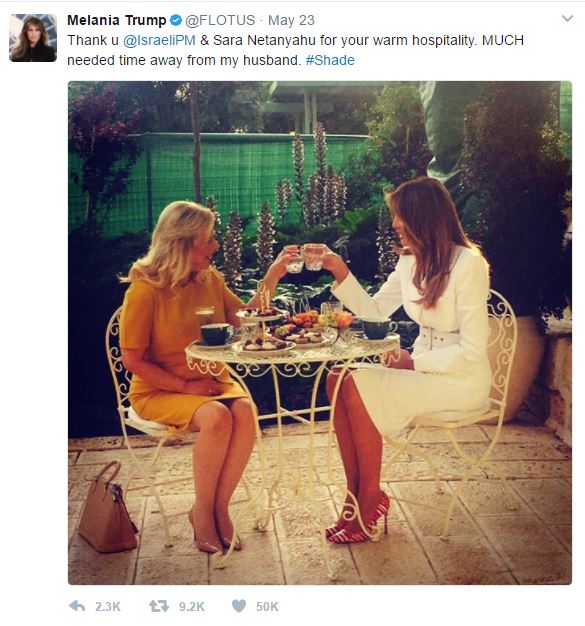 Melania Trump @FLOTUS · May 23
Thank u @IsraeliPM & Sara Netanyahu for your warm hospitality. MUCH
needed time away from my husband. #Shade
2.3K 9.2K 50K